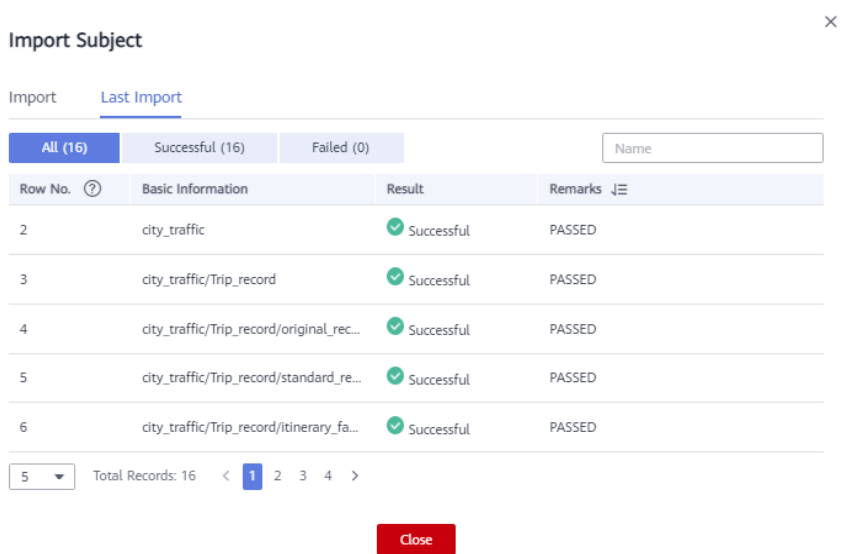 Import Subject
Import Last Import
All (16) Successful (16) Failed (0) Name
Row No. Basic Information Result Remarks
2 city_traffic Successful PASSED
3 city_traffic/Trip_record Successful PASSED
4 city_traffic/Trip_record/original_rec... Successful PASSED
5 city_traffic/Trip_record/standard_re... Successful PASSED
6 city_traffic/Trip_record/itinerary_fa... Successful PASSED
5 Total Records: 16 < 1 2 3 4 >
Close